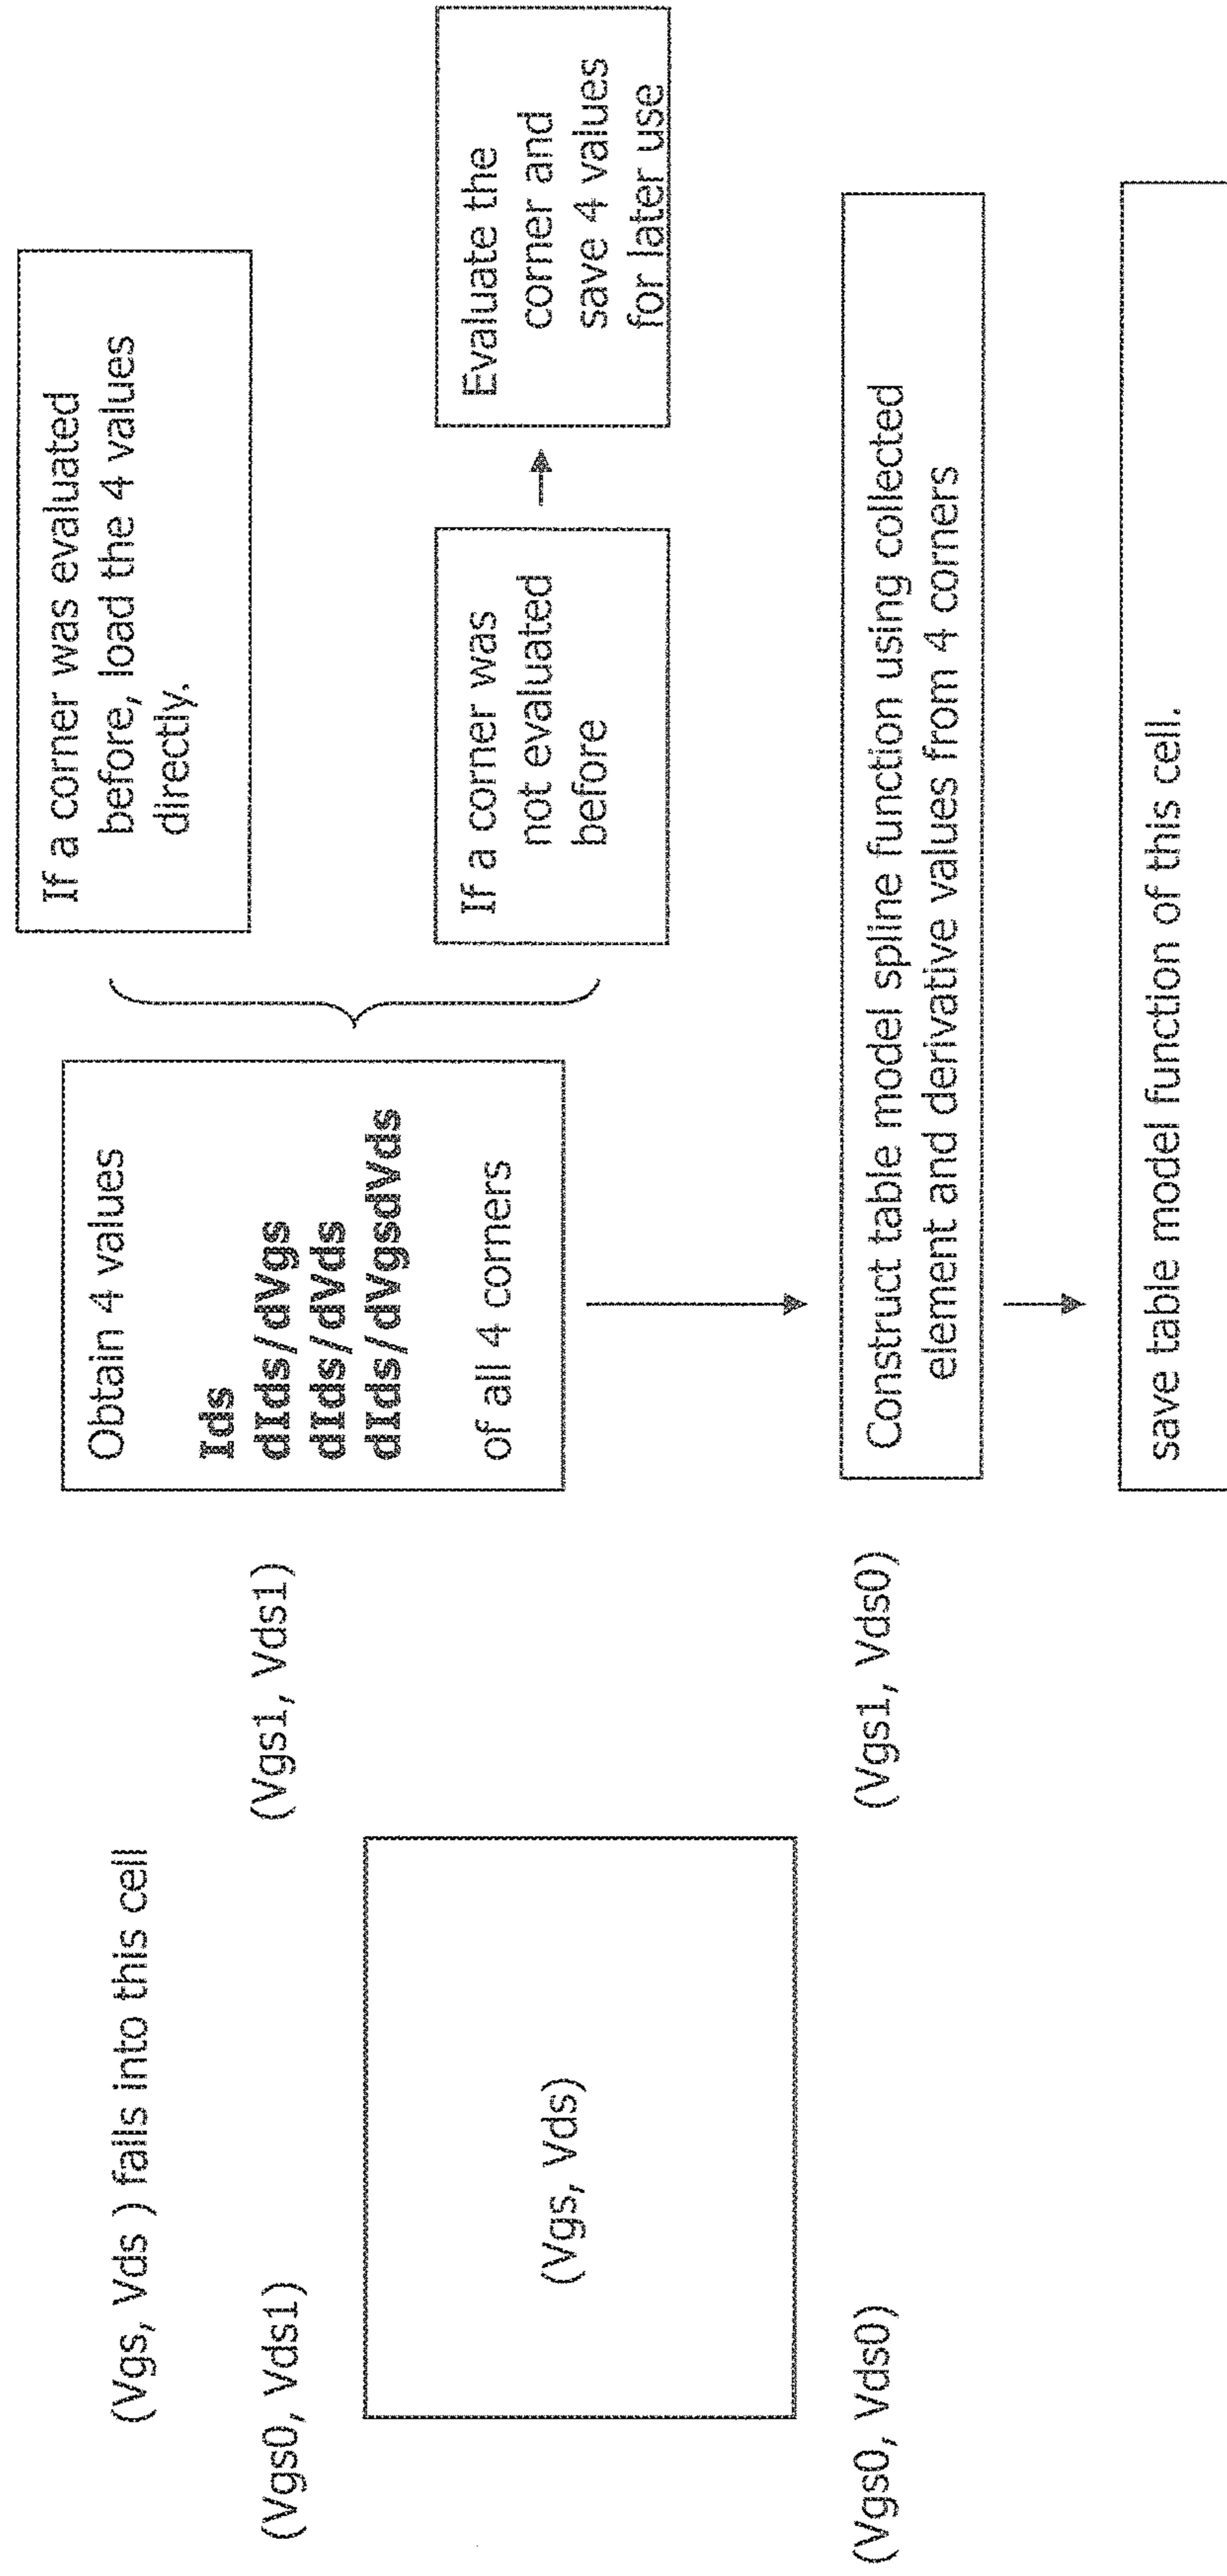 (Vgs, Vds ) falls into this cell
(Vgs0, Vds1)
(Vgs1, Vds1)
(Vgs, Vds)
(Vgs0, Vds0)
(Vgs1, Vds0)
Obtain 4 values
Ids
dIds/dVgs
dIds/dVds
dIds/dVgsdVds
of all 4 corners
If a corner was evaluated
before, load the 4 values
directly.
If a corner was
not evaluated
before
Evaluate the
corner and
save 4 values
for later use
Construct table model spline function using collected
element and derivative values from 4 corners
save table model function of this cell.